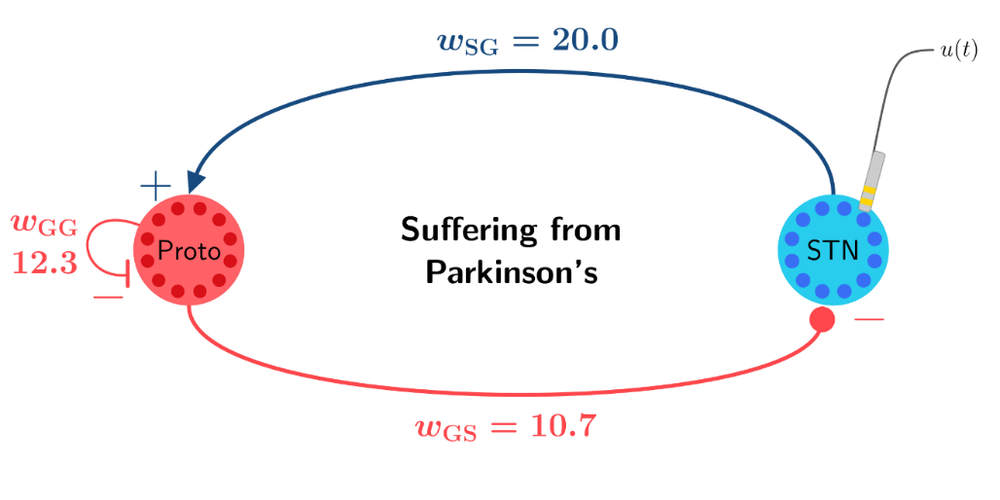 w_SG = 20.0
u(t)
+
w_GG
12.3
−
Proto
Suffering from
Parkinson's
STN
−
w_GS = 10.7